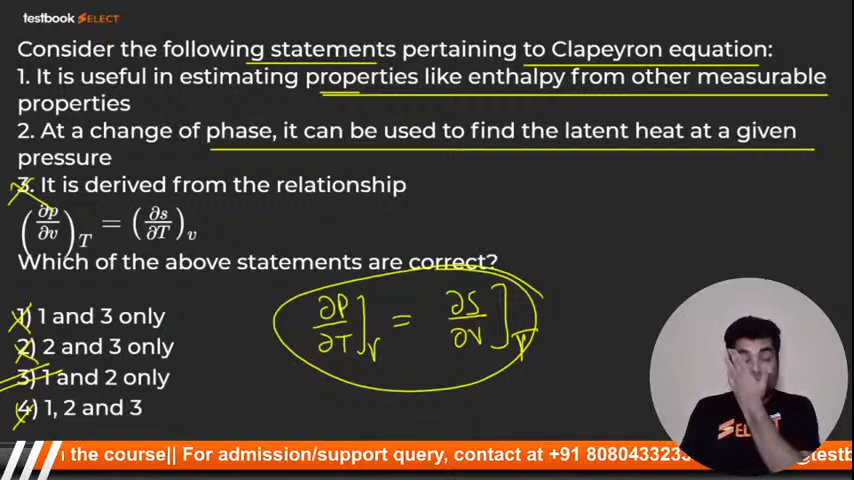 testbook SELECT
Consider the following statements pertaining to Clapeyron equation:
1. It is useful in estimating properties like enthalpy from other measurable
properties
2. At a change of phase, it can be used to find the latent heat at a given
pressure
3. It is derived from the relationship
(∂p/∂v)_T = (∂s/∂T)_v
Which of the above statements are correct?
1) 1 and 3 only
2) 2 and 3 only
3) 1 and 2 only
4) 1, 2 and 3
∂P/∂T]_V = ∂S/∂V]_T
SELECT
n the course|| For admission/support query, contact at +91 808043323
@testb